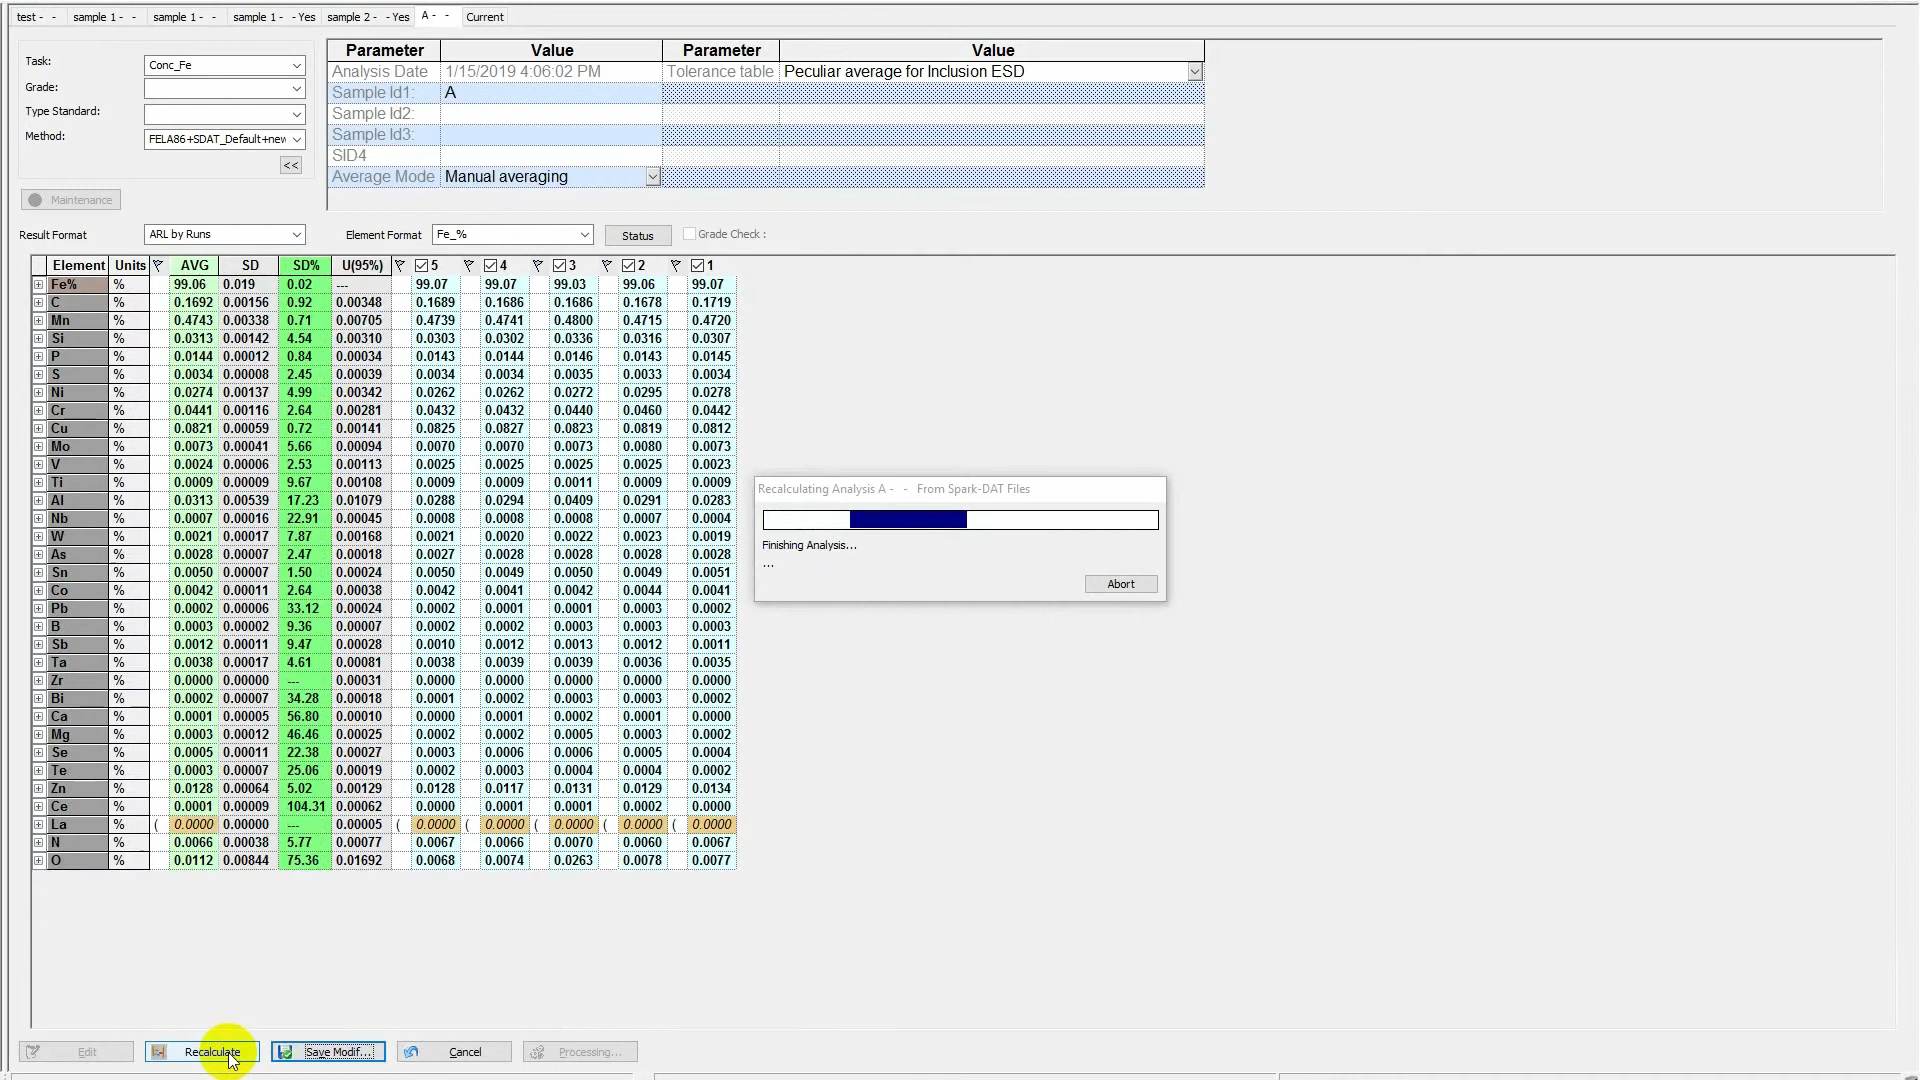 test - - sample 1 - - sample 1 - - sample 1 - - Yes sample 2 - - Yes A - - Current
Task: Conc_Fe
Grade:
Type Standard:
Method: FELA86+SDAT_Default+new
<<
Maintenance
Parameter Value Parameter Value
Analysis Date 1/15/2019 4:06:02 PM Tolerance table Peculiar average for Inclusion ESD
Sample Id1: A
Sample Id2:
Sample Id3:
SID4
Average Mode Manual averaging
Result Format ARL by Runs Element Format Fe_% Status Grade Check :
Element Units AVG SD SD% U(95%) 5 4 3 2 1
Fe% % 99.06 0.019 0.02 --- 99.07 99.07 99.03 99.06 99.07
C % 0.1692 0.00156 0.92 0.00348 0.1689 0.1686 0.1686 0.1678 0.1719
Mn % 0.4743 0.00338 0.71 0.00705 0.4739 0.4741 0.4800 0.4715 0.4720
Si % 0.0313 0.00142 4.54 0.00310 0.0303 0.0302 0.0336 0.0316 0.0307
P % 0.0144 0.00012 0.84 0.00034 0.0143 0.0144 0.0146 0.0143 0.0145
S % 0.0034 0.00008 2.45 0.00039 0.0034 0.0034 0.0035 0.0033 0.0034
Ni % 0.0274 0.00137 4.99 0.00342 0.0262 0.0262 0.0272 0.0295 0.0278
Cr % 0.0441 0.00116 2.64 0.00281 0.0432 0.0432 0.0440 0.0460 0.0442
Cu % 0.0821 0.00059 0.72 0.00141 0.0825 0.0827 0.0823 0.0819 0.0812
Mo % 0.0073 0.00041 5.66 0.00094 0.0070 0.0070 0.0073 0.0080 0.0073
V % 0.0024 0.00006 2.53 0.00113 0.0025 0.0025 0.0025 0.0025 0.0023
Ti % 0.0009 0.00009 9.67 0.00108 0.0009 0.0009 0.0011 0.0009 0.0009
Al % 0.0313 0.00539 17.23 0.01079 0.0288 0.0294 0.0409 0.0291 0.0283
Nb % 0.0007 0.00016 22.91 0.00045 0.0008 0.0008 0.0008 0.0007 0.0004
W % 0.0021 0.00017 7.87 0.00168 0.0021 0.0020 0.0022 0.0023 0.0019
As % 0.0028 0.00007 2.47 0.00018 0.0027 0.0028 0.0028 0.0028 0.0028
Sn % 0.0050 0.00007 1.50 0.00024 0.0050 0.0049 0.0050 0.0049 0.0051
Co % 0.0042 0.00011 2.64 0.00038 0.0042 0.0041 0.0042 0.0044 0.0041
Pb % 0.0002 0.00006 33.12 0.00024 0.0002 0.0001 0.0001 0.0003 0.0002
B % 0.0003 0.00002 9.36 0.00007 0.0002 0.0002 0.0003 0.0003 0.0003
Sb % 0.0012 0.00011 9.47 0.00028 0.0010 0.0012 0.0013 0.0012 0.0011
Ta % 0.0038 0.00017 4.61 0.00081 0.0038 0.0039 0.0039 0.0036 0.0035
Zr % 0.0000 0.00000 --- 0.00031 0.0000 0.0000 0.0000 0.0000 0.0000
Bi % 0.0002 0.00007 34.28 0.00018 0.0001 0.0002 0.0003 0.0003 0.0002
Ca % 0.0001 0.00005 56.80 0.00010 0.0000 0.0001 0.0002 0.0001 0.0000
Mg % 0.0003 0.00012 46.46 0.00025 0.0002 0.0002 0.0005 0.0003 0.0002
Se % 0.0005 0.00011 22.38 0.00027 0.0003 0.0006 0.0006 0.0005 0.0004
Te % 0.0003 0.00007 25.06 0.00019 0.0002 0.0003 0.0004 0.0004 0.0002
Zn % 0.0128 0.00064 5.02 0.00129 0.0128 0.0117 0.0131 0.0129 0.0134
Ce % 0.0001 0.00009 104.31 0.00062 0.0000 0.0001 0.0001 0.0002 0.0000
La % ( 0.0000 0.00000 --- 0.00005 ( 0.0000 ( 0.0000 ( 0.0000 ( 0.0000 ( 0.0000
N % 0.0066 0.00038 5.77 0.00077 0.0067 0.0066 0.0070 0.0060 0.0067
O % 0.0112 0.00844 75.36 0.01692 0.0068 0.0074 0.0263 0.0078 0.0077
Recalculating Analysis A - - From Spark-DAT Files
Finishing Analysis...
...
Abort
Edit Recalculate Save Modif... Cancel Processing...